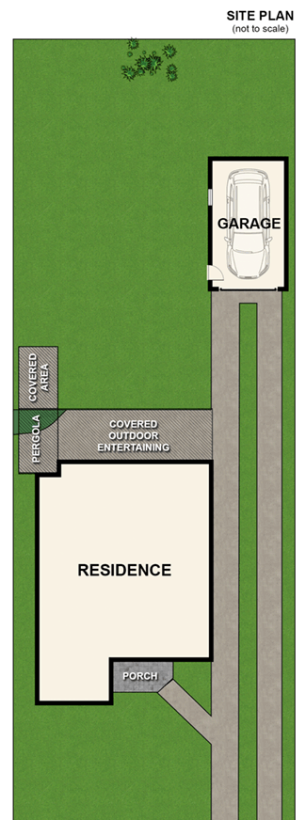 SITE PLAN
(not to scale)
GARAGE
COVERED
AREA
PERGOLA
COVERED
OUTDOOR
ENTERTAINING
RESIDENCE
PORCH